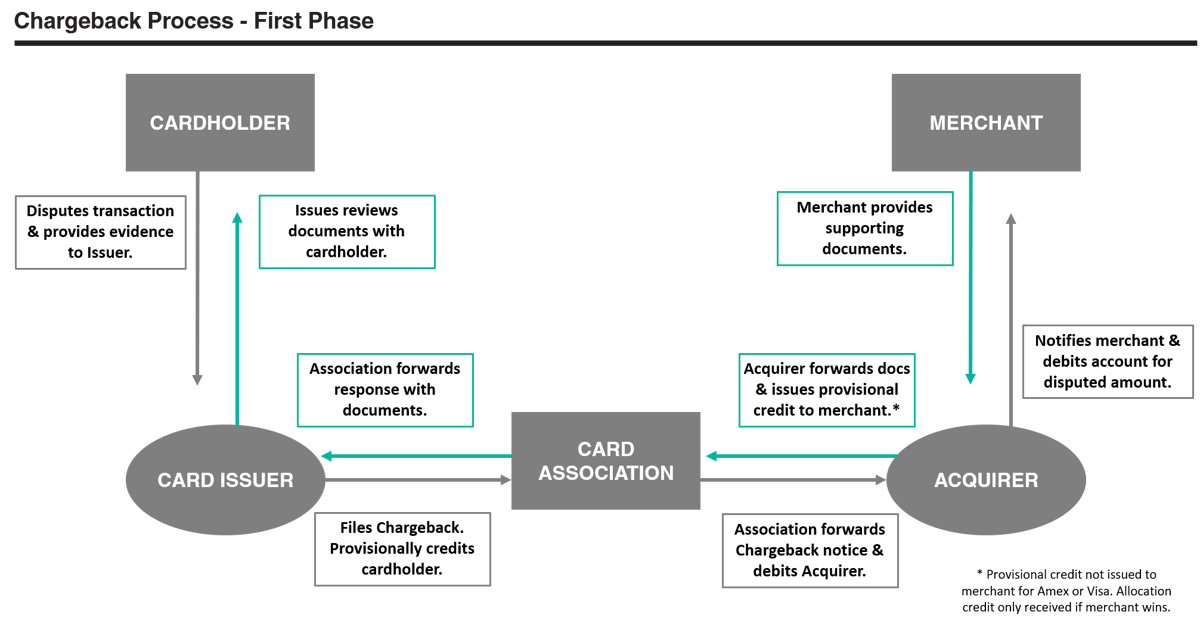 Chargeback Process - First Phase
CARDHOLDER
MERCHANT
Disputes transaction
& provides evidence
to Issuer.
Issues reviews
documents with
cardholder.
Merchant provides
supporting
documents.
Notifies merchant &
debits account for
disputed amount.
Association forwards
response with
documents.
Acquirer forwards docs
& issues provisional
credit to merchant.*
CARD ISSUER
CARD
ASSOCIATION
ACQUIRER
Files Chargeback.
Provisionally credits
cardholder.
Association forwards
Chargeback notice &
debits Acquirer.
* Provisional credit not issued to
merchant for Amex or Visa. Allocation
credit only received if merchant wins.